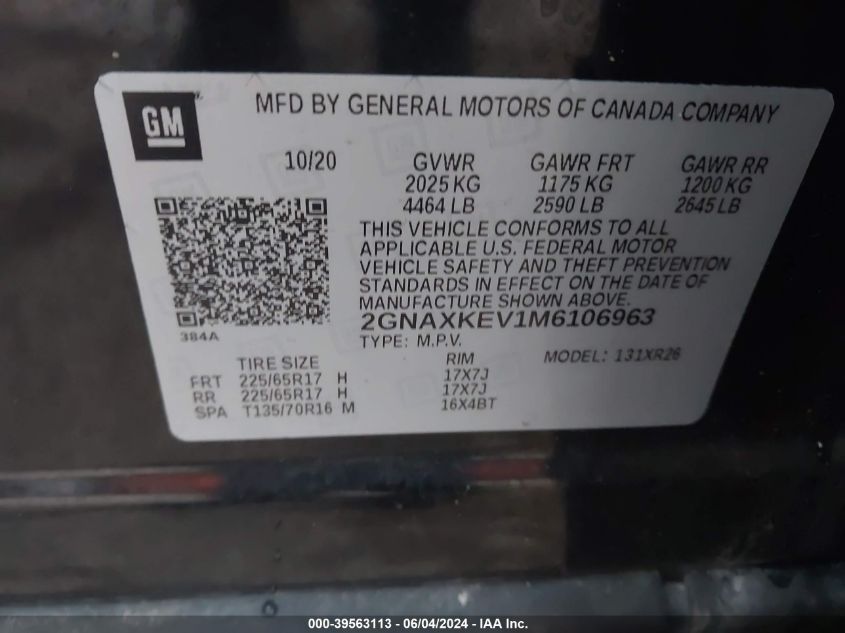 GM
MFD BY GENERAL MOTORS OF CANADA COMPANY
10/20 GVWR GAWR FRT GAWR RR
2025 KG 1175 KG 1200 KG
4464 LB 2590 LB 2645 LB
THIS VEHICLE CONFORMS TO ALL
APPLICABLE U.S. FEDERAL MOTOR
VEHICLE SAFETY AND THEFT PREVENTION
STANDARDS IN EFFECT ON THE DATE OF
MANUFACTURE SHOWN ABOVE.
384A
2GNAXKEV1M6106963
TYPE: M.P.V. MODEL: 131XR26
TIRE SIZE RIM
FRT 225/65R17 H 17X7J
RR 225/65R17 H 17X7J
SPA T135/70R16 M 16X4BT
000-39563113 - 06/04/2024 - IAA Inc.